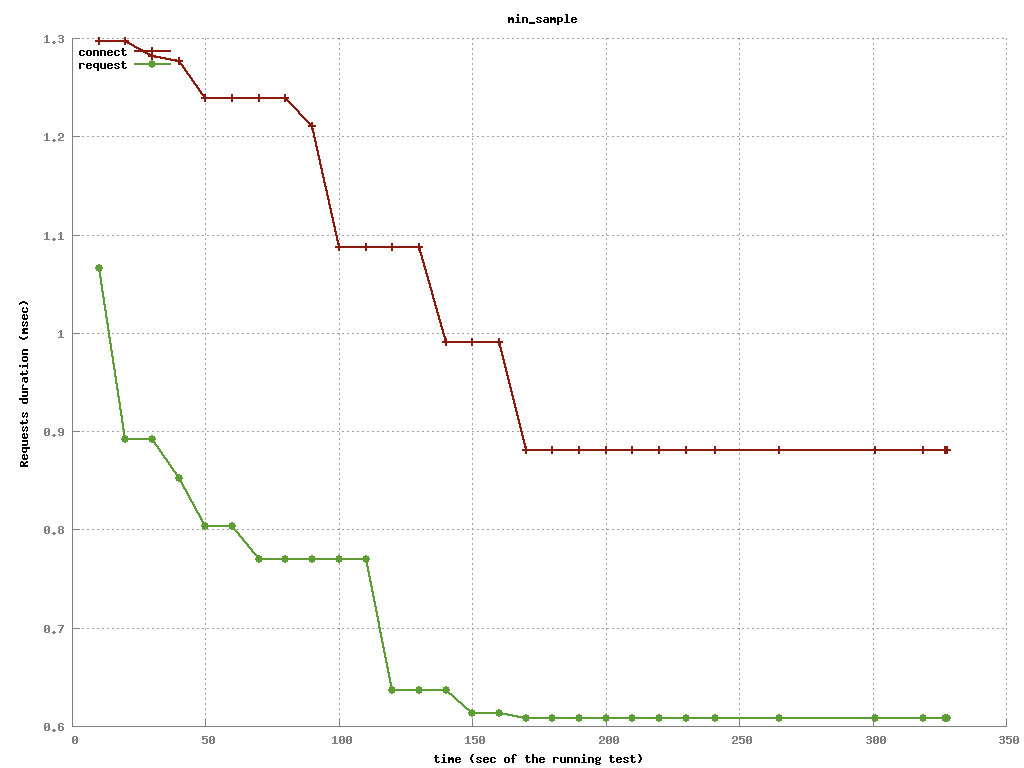 min_sample
1.3
connect
request
1.2
1.1
1
0.9
0.8
0.7
0.6
Requests duration (msec)
0 50 100 150 200 250 300 350
time (sec of the running test)